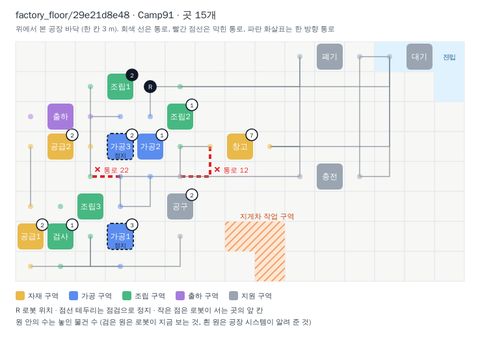 factory_floor/29e21d8e48 · Camp91 · 곳 15개
위에서 본 공장 바닥 (한 칸 3 m). 회색 선은 통로, 빨간 점선은 막힌 통로, 파란 화살표는 한 방향 통로
폐기
대기
진입
조립1
2
R
출하
조립2
1
공급2
2
가공3
2
가공2
1
창고
7
✕ 통로 22
✕ 통로 12
충전
조립3
공구
2
지게차 작업 구역
공급1
2
검사
1
가공1
3
자재 구역
가공 구역
조립 구역
출하 구역
지원 구역
R 로봇 위치 · 점선 테두리는 점검으로 정지 · 작은 점은 로봇이 서는 곳의 앞 칸
원 안의 수는 놓인 물건 수 (검은 원은 로봇이 지금 보는 것, 흰 원은 공장 시스템이 알려 준 것)